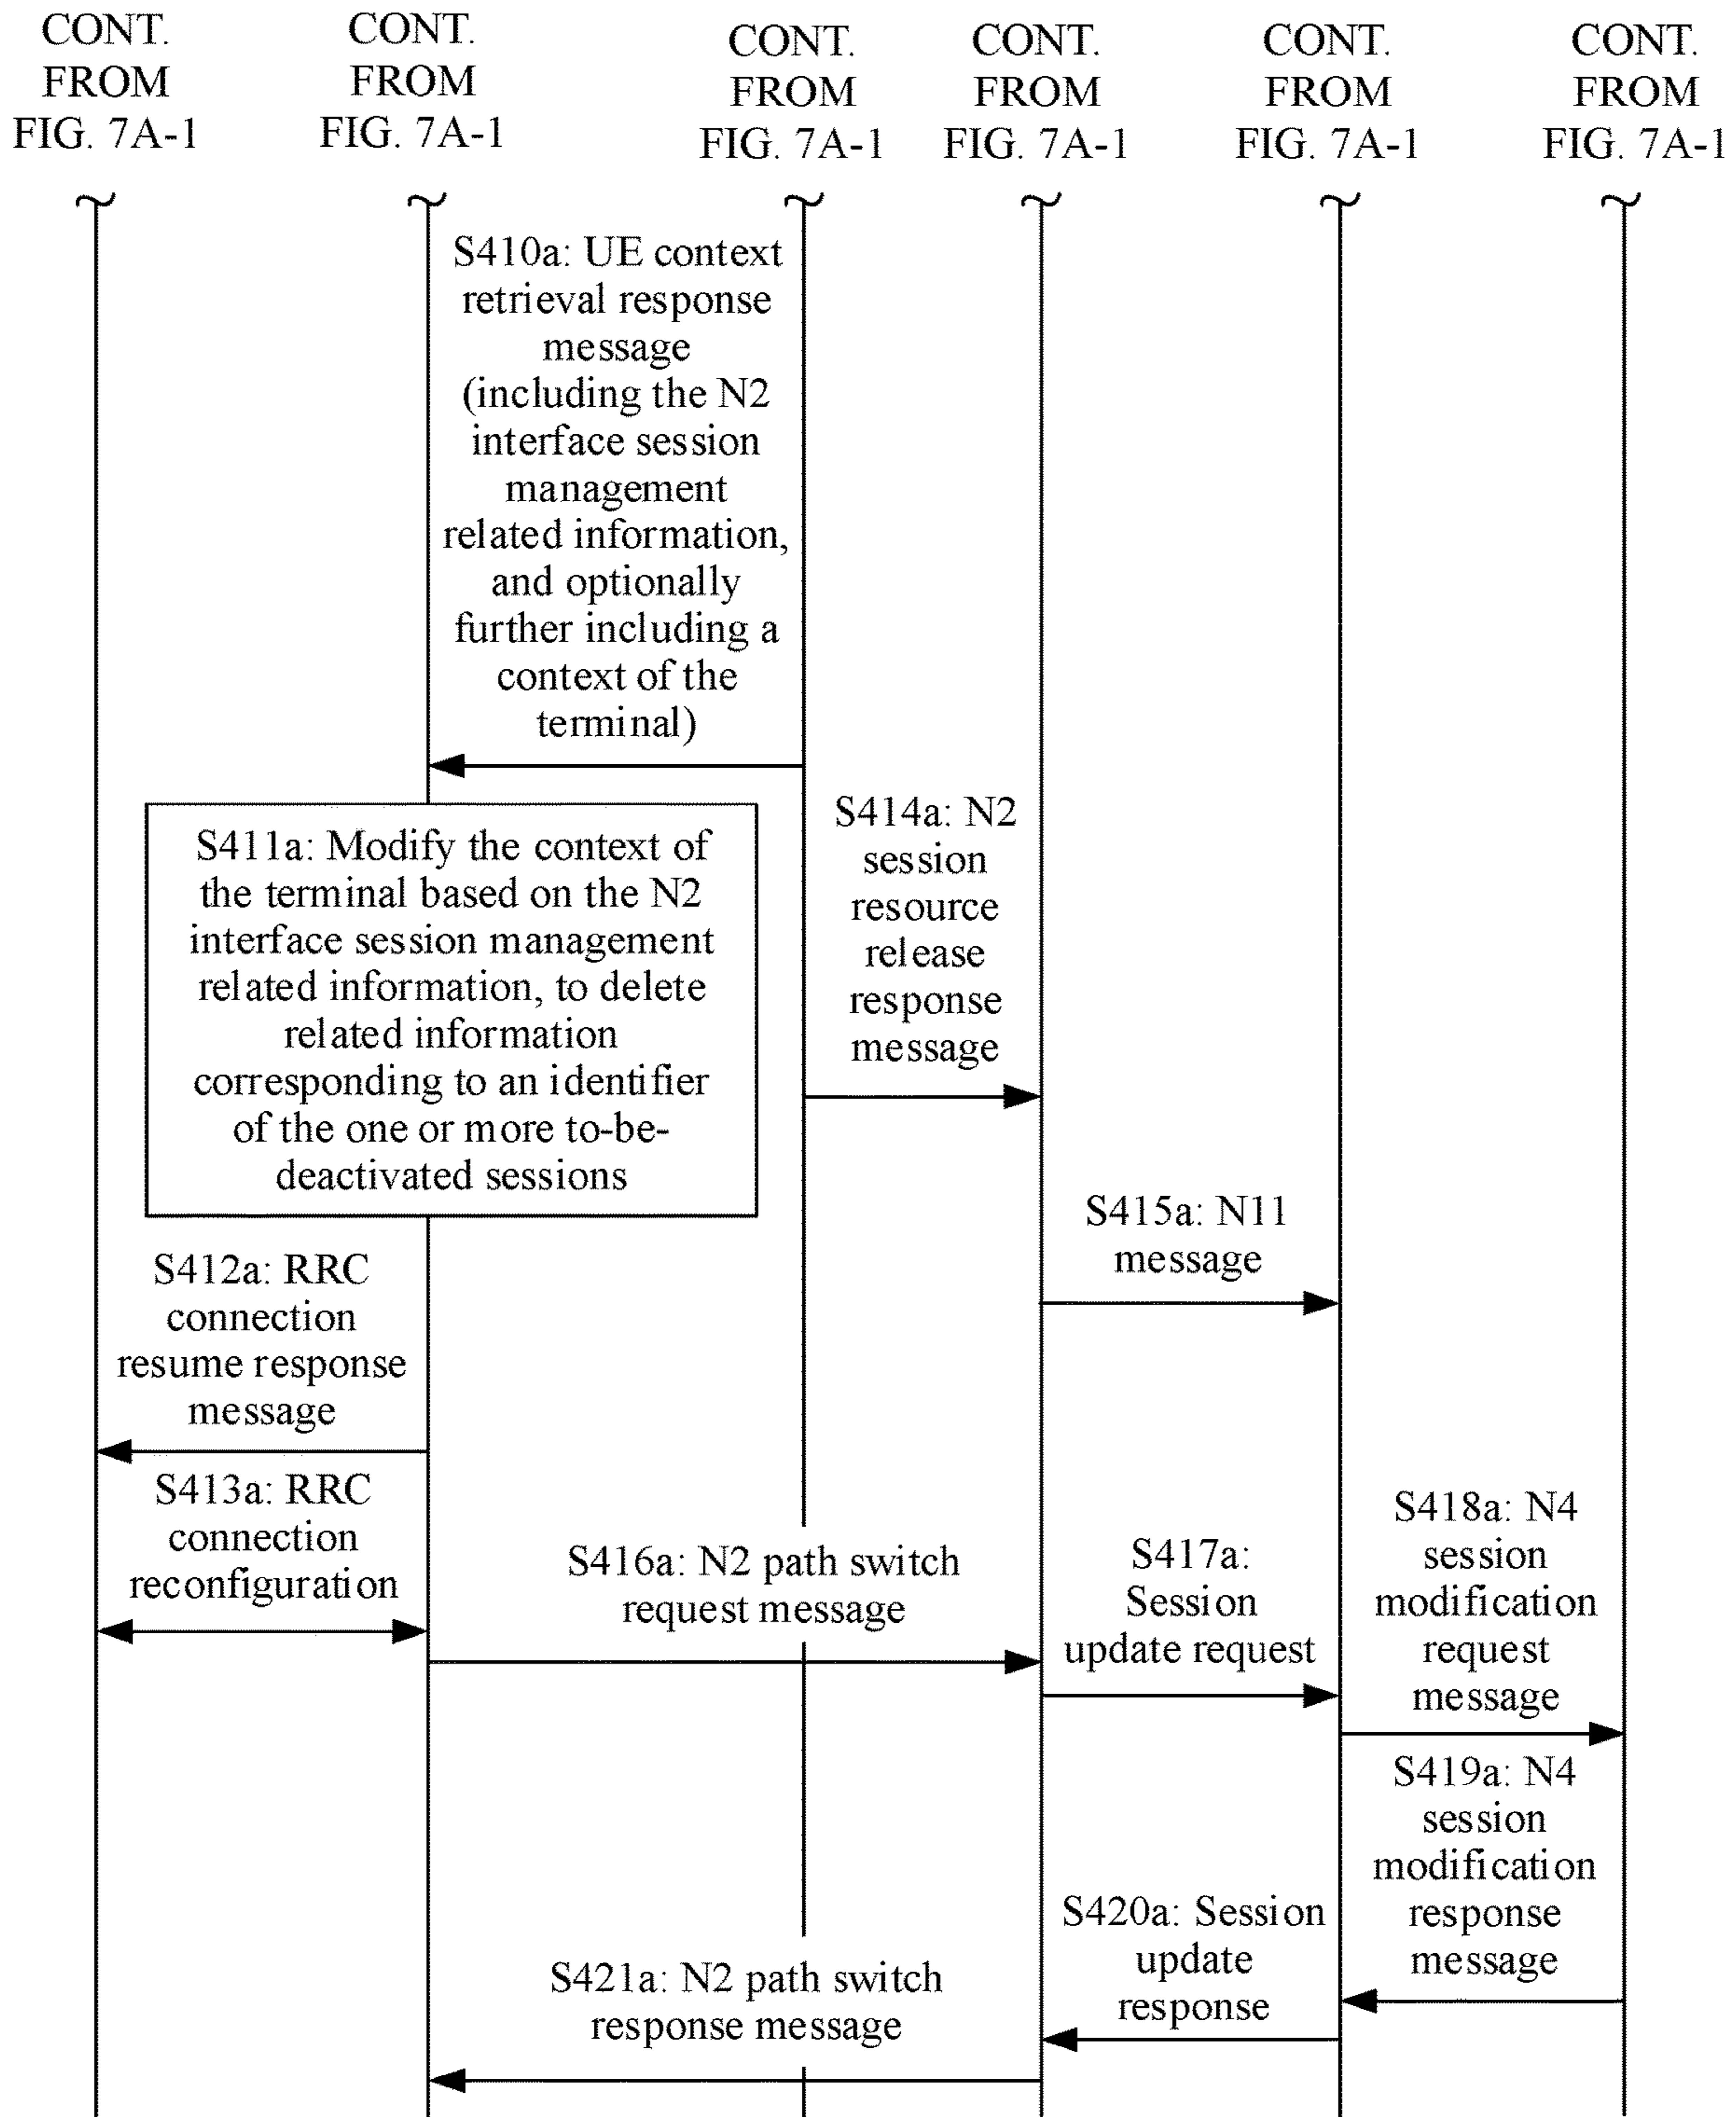 CONT.
FROM
FIG. 7A-1
CONT.
FROM
FIG. 7A-1
CONT.
FROM
FIG. 7A-1
CONT.
FROM
FIG. 7A-1
CONT.
FROM
FIG. 7A-1
CONT.
FROM
FIG. 7A-1
S410a: UE context
retrieval response
message
(including the N2
interface session
management
related information,
and optionally
further including a
context of the
terminal)
S411a: Modify the context of
the terminal based on the N2
interface session management
related information, to delete
related information
corresponding to an identifier
of the one or more to-be-
deactivated sessions
S412a: RRC
connection
resume response
message
S413a: RRC
connection
reconfiguration
S414a: N2
session
resource
release
response
message
S415a: N11
message
S416a: N2 path switch
request message
S417a:
Session
update request
S418a: N4
session
modification
request
message
S419a: N4
session
modification
response
message
S420a: Session
update
response
S421a: N2 path switch
response message